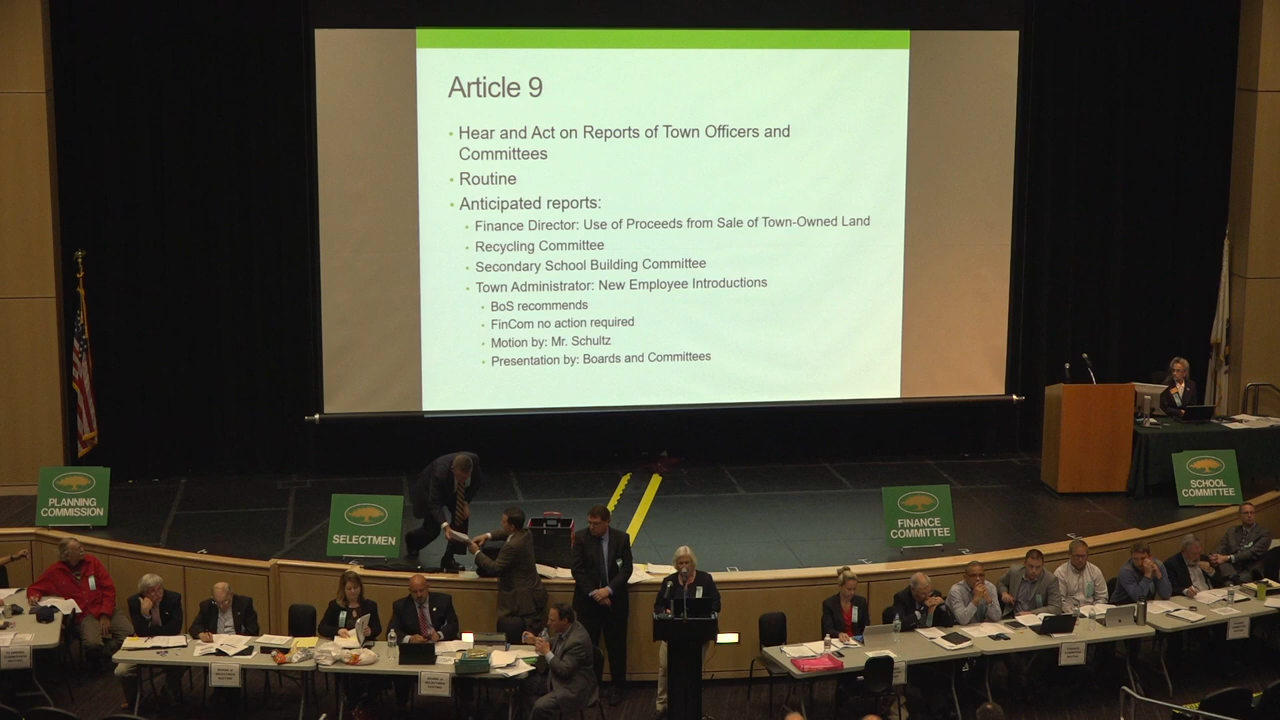 Article 9
• Hear and Act on Reports of Town Officers and
Committees
• Routine
• Anticipated reports:
• Finance Director: Use of Proceeds from Sale of Town-Owned Land
• Recycling Committee
• Secondary School Building Committee
• Town Administrator: New Employee Introductions
• BoS recommends
• FinCom no action required
• Motion by: Mr. Schultz
• Presentation by: Boards and Committees
PLANNING
COMMISSION
SELECTMEN
FINANCE
COMMITTEE
SCHOOL
COMMITTEE